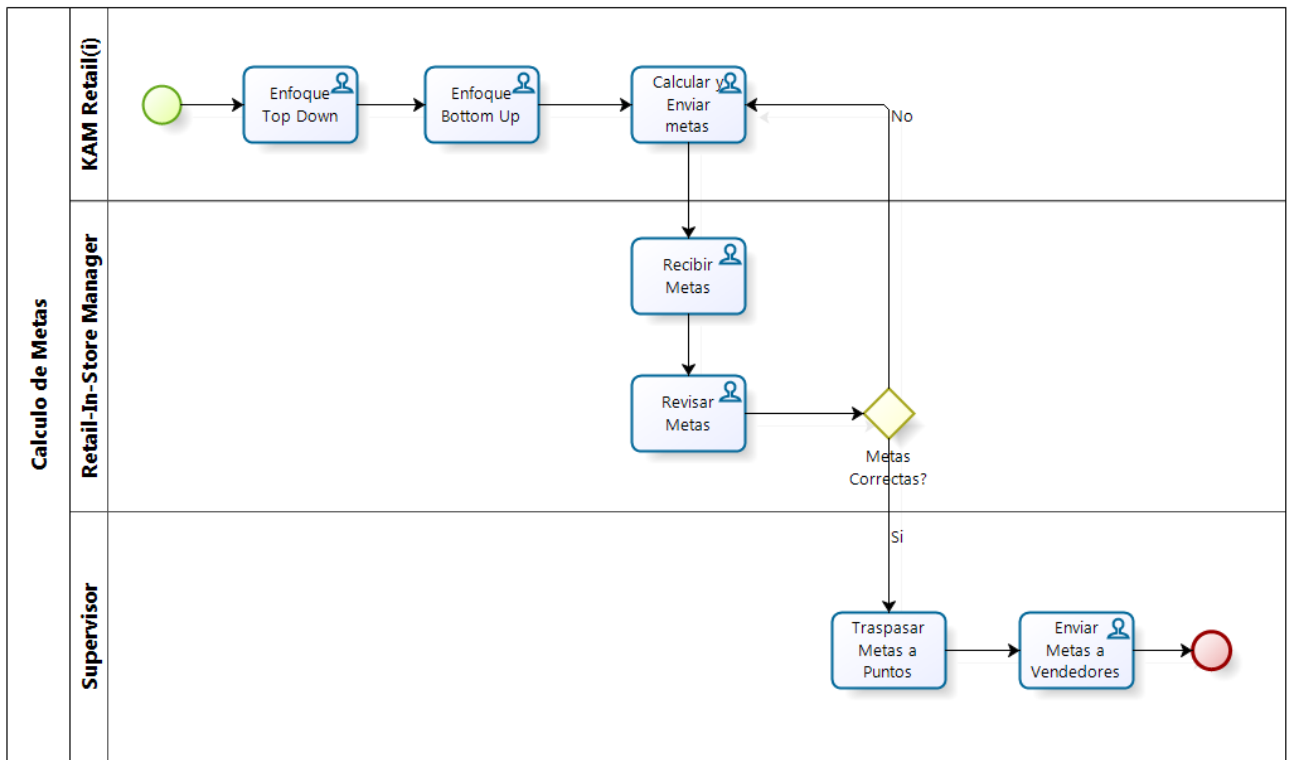 Calculo de Metas
KAM Retail(i)
Enfoque
Top Down
Enfoque
Bottom Up
Calcular y
Enviar
metas
No
Retail-In-Store Manager
Recibir
Metas
Revisar
Metas
Metas
Correctas?
Supervisor
Si
Traspasar
Metas a
Puntos
Enviar
Metas a
Vendedores